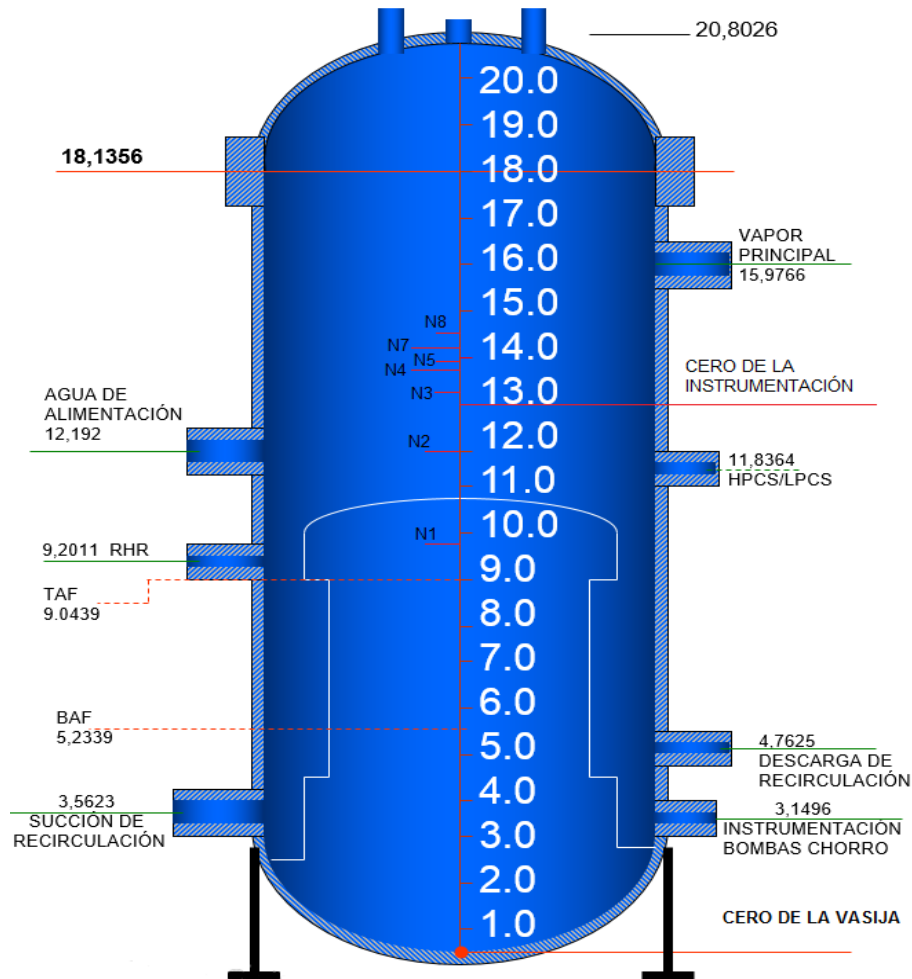 20,8026
20.0
19.0
18,1356
18.0
17.0
VAPOR
PRINCIPAL
15,9766
16.0
15.0
N8
N7
14.0
N5
N4
CERO DE LA
INSTRUMENTACIÓN
N3
13.0
AGUA DE
ALIMENTACIÓN
12,192
N2
12.0
11,8364
HPCS/LPCS
11.0
N1
10.0
9,2011 RHR
9.0
TAF
9.0439
8.0
7.0
6.0
BAF
5,2339
5.0
4,7625
DESCARGA DE
RECIRCULACIÓN
4.0
3,5623
SUCCIÓN DE
RECIRCULACIÓN
3,1496
INSTRUMENTACIÓN
BOMBAS CHORRO
3.0
2.0
1.0
CERO DE LA VASIJA